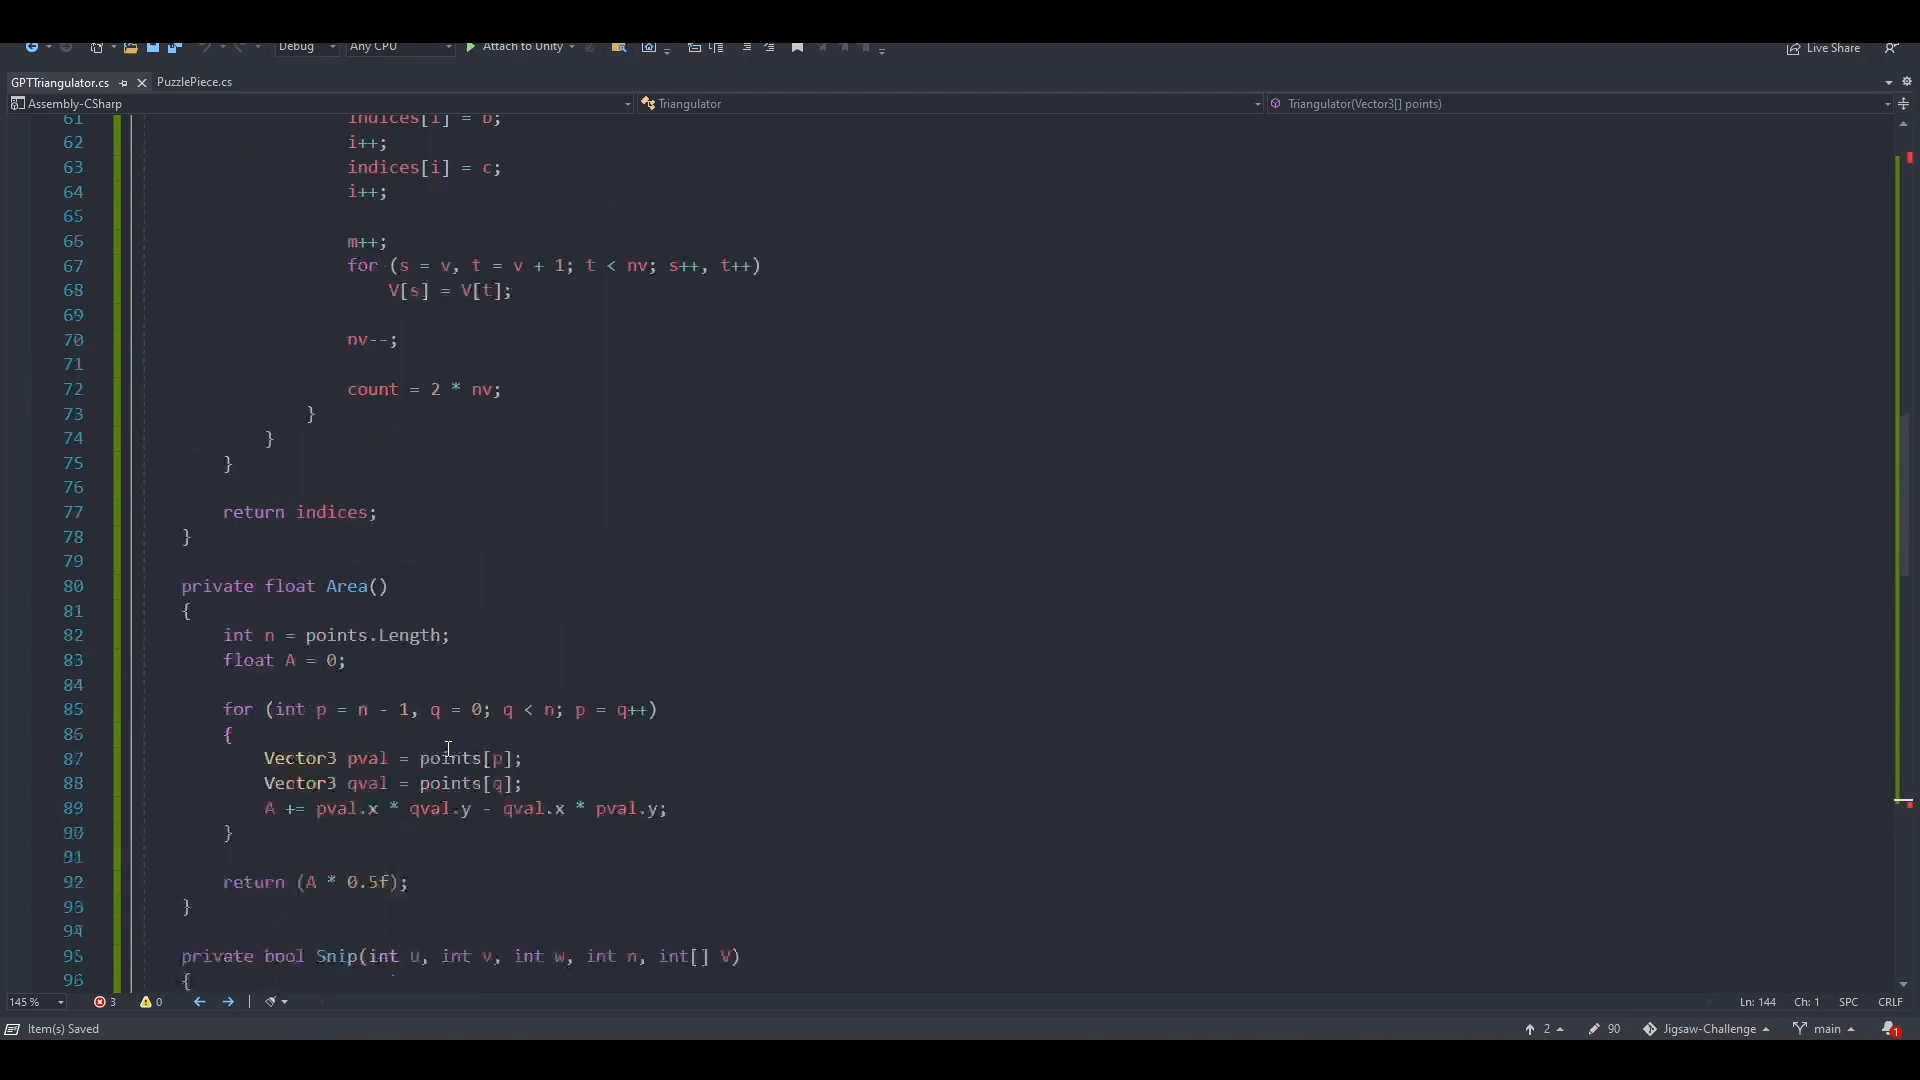 Debug Any CPU Attach to Unity Live Share
GPTTriangulator.cs PuzzlePiece.cs
Assembly-CSharp Triangulator Triangulator(Vector3[] points)
61 indices[i] = b;
62 i++;
63 indices[i] = c;
64 i++;
65
66 m++;
67 for (s = v, t = v + 1; t < nv; s++, t++)
68 V[s] = V[t];
69
70 nv--;
71
72 count = 2 * nv;
73 }
74 }
75 }
76
77 return indices;
78 }
79
80 private float Area()
81 {
82 int n = points.Length;
83 float A = 0;
84
85 for (int p = n - 1, q = 0; q < n; p = q++)
86 {
87 Vector3 pval = points[p];
88 Vector3 qval = points[q];
89 A += pval.x * qval.y - qval.x * pval.y;
90 }
91
92 return (A * 0.5f);
93 }
94
95 private bool Snip(int u, int v, int w, int n, int[] V)
96 {
145 % 3 0 Ln: 144 Ch: 1 SPC CRLF
Item(s) Saved 2 90 Jigsaw-Challenge main 1